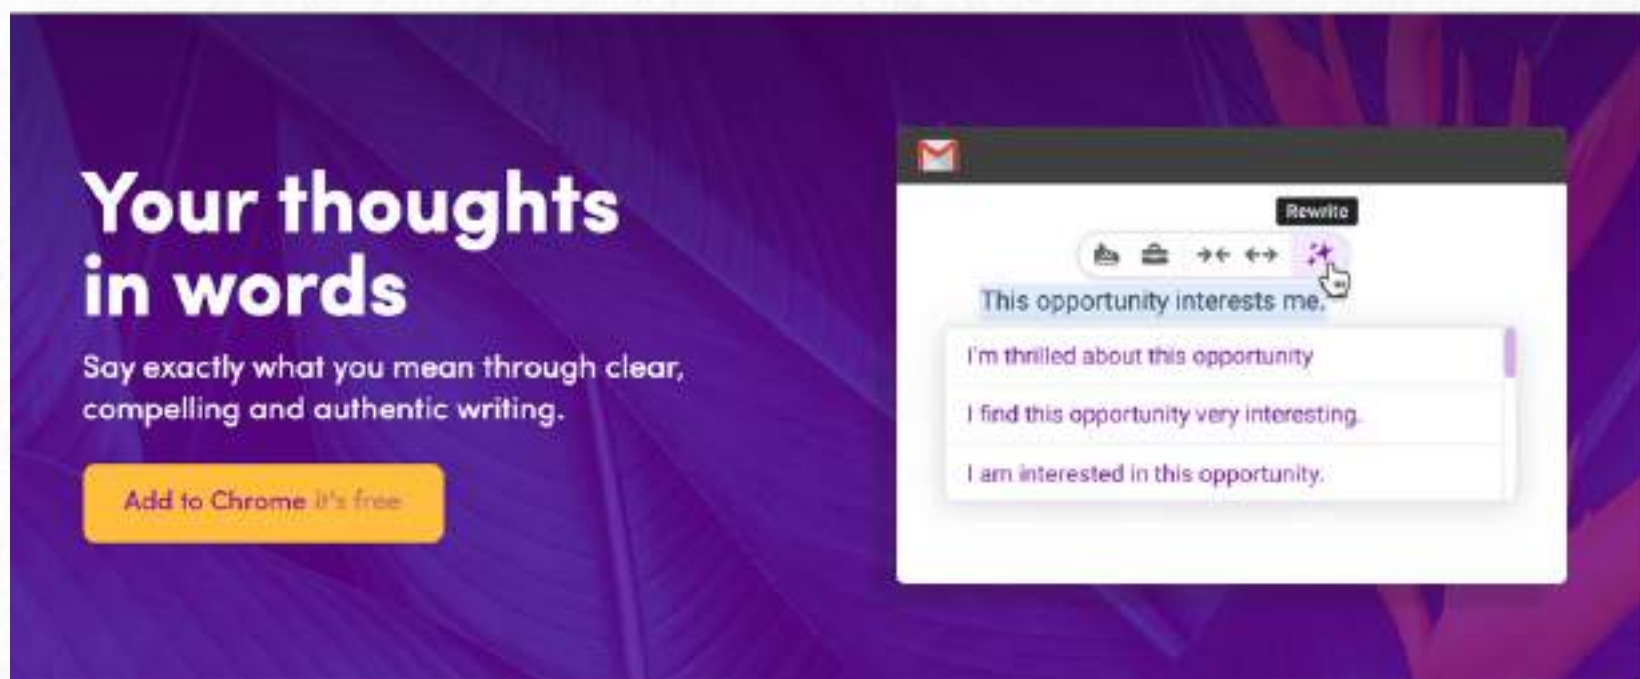 Your thoughts
in words
Say exactly what you mean through clear,
compelling and authentic writing.
Add to Chrome it's free
Rewrite
This opportunity interests me.
I'm thrilled about this opportunity
I find this opportunity very interesting.
I am interested in this opportunity.